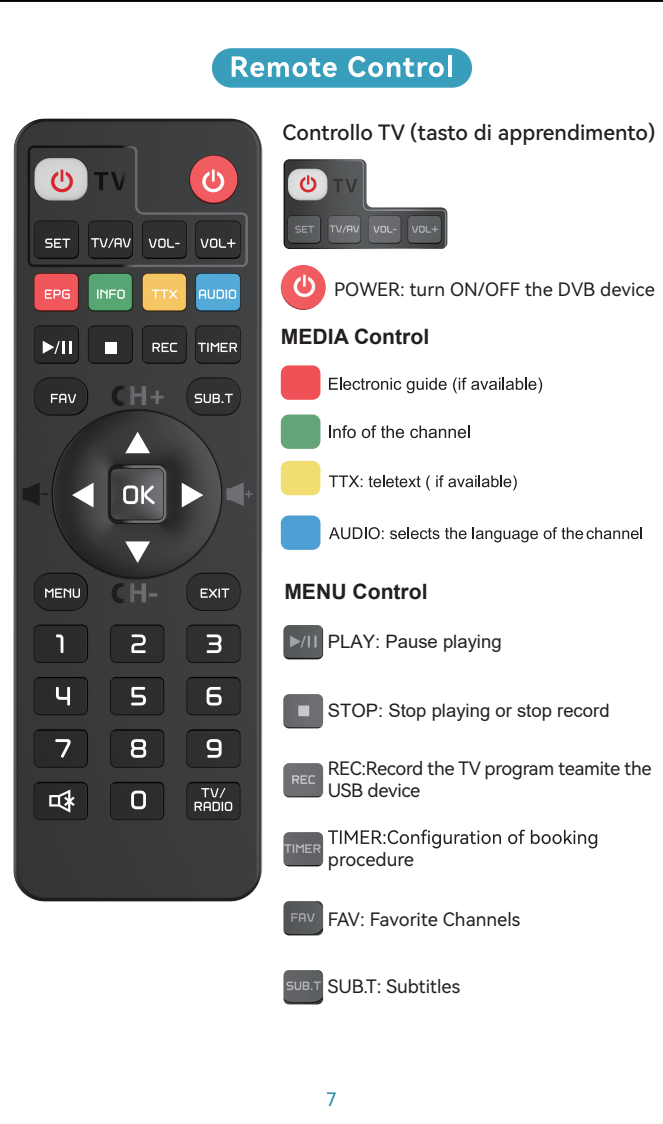 Remote Control
TV
SET TV/AV VOL- VOL+
EPG INFO TTX AUDIO
REC TIMER
FAV CH+ SUB.T
OK
MENU CH- EXIT
1 2 3
4 5 6
7 8 9
0 TV/
RADIO
Controllo TV (tasto di apprendimento)
TV
SET TV/AV VOL- VOL+
POWER: turn ON/OFF the DVB device
MEDIA Control
Electronic guide (if available)
Info of the channel
TTX: teletext ( if available)
AUDIO: selects the language of the channel
MENU Control
PLAY: Pause playing
STOP: Stop playing or stop record
REC REC:Record the TV program teamite the
USB device
TIMER TIMER:Configuration of booking
procedure
FAV FAV: Favorite Channels
SUB.T SUB.T: Subtitles
7